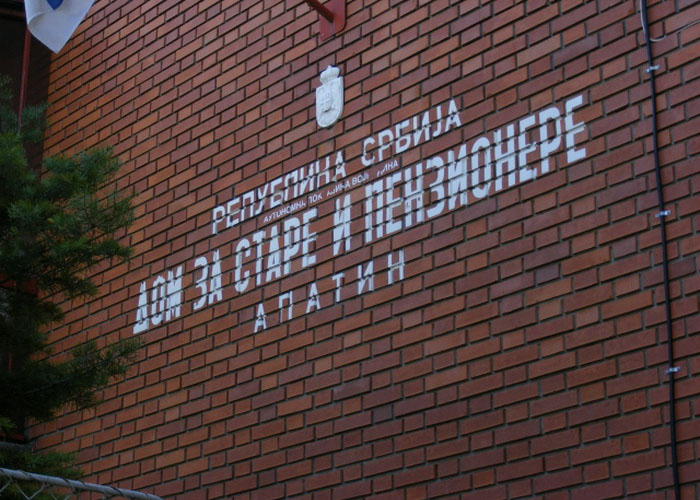 РЕПУБЛИКА СРБИЈА
ДОМ ЗА СТАРЕ И ПЕНЗИОНЕРЕ
АПАТИН